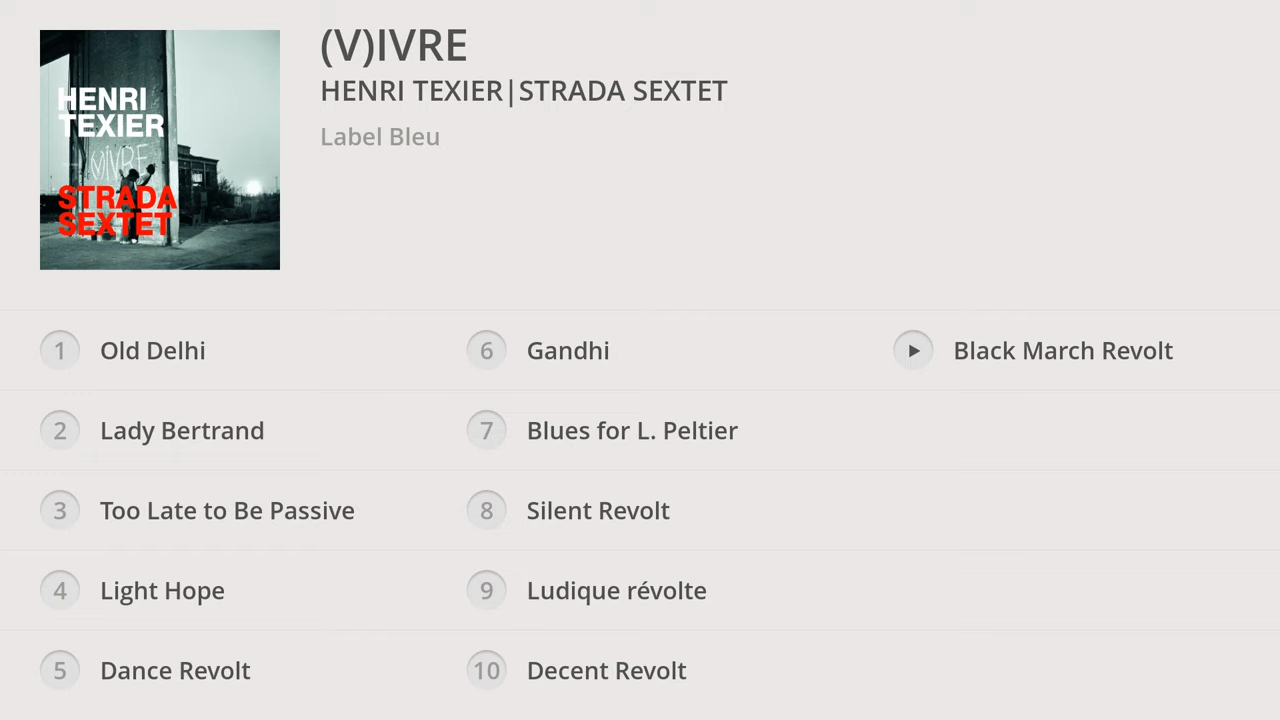 (V)IVRE
HENRI TEXIER|STRADA SEXTET
Label Bleu
HENRI
TEXIER
(V)IVRE
STRADA
SEXTET
1 Old Delhi
2 Lady Bertrand
3 Too Late to Be Passive
4 Light Hope
5 Dance Revolt
6 Gandhi
7 Blues for L. Peltier
8 Silent Revolt
9 Ludique révolte
10 Decent Revolt
Black March Revolt